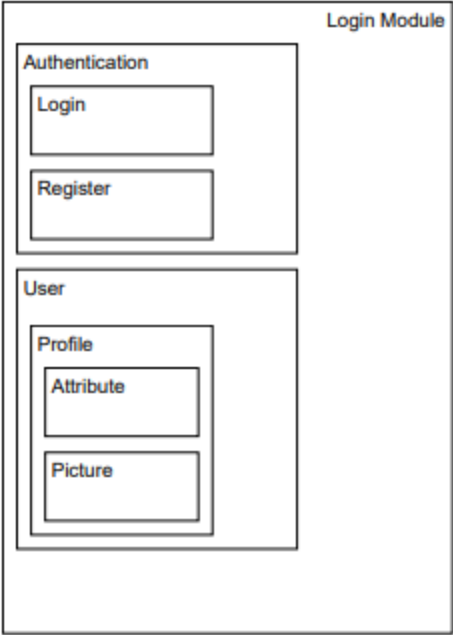 Login Module
Authentication
Login
Register
User
Profile
Attribute
Picture